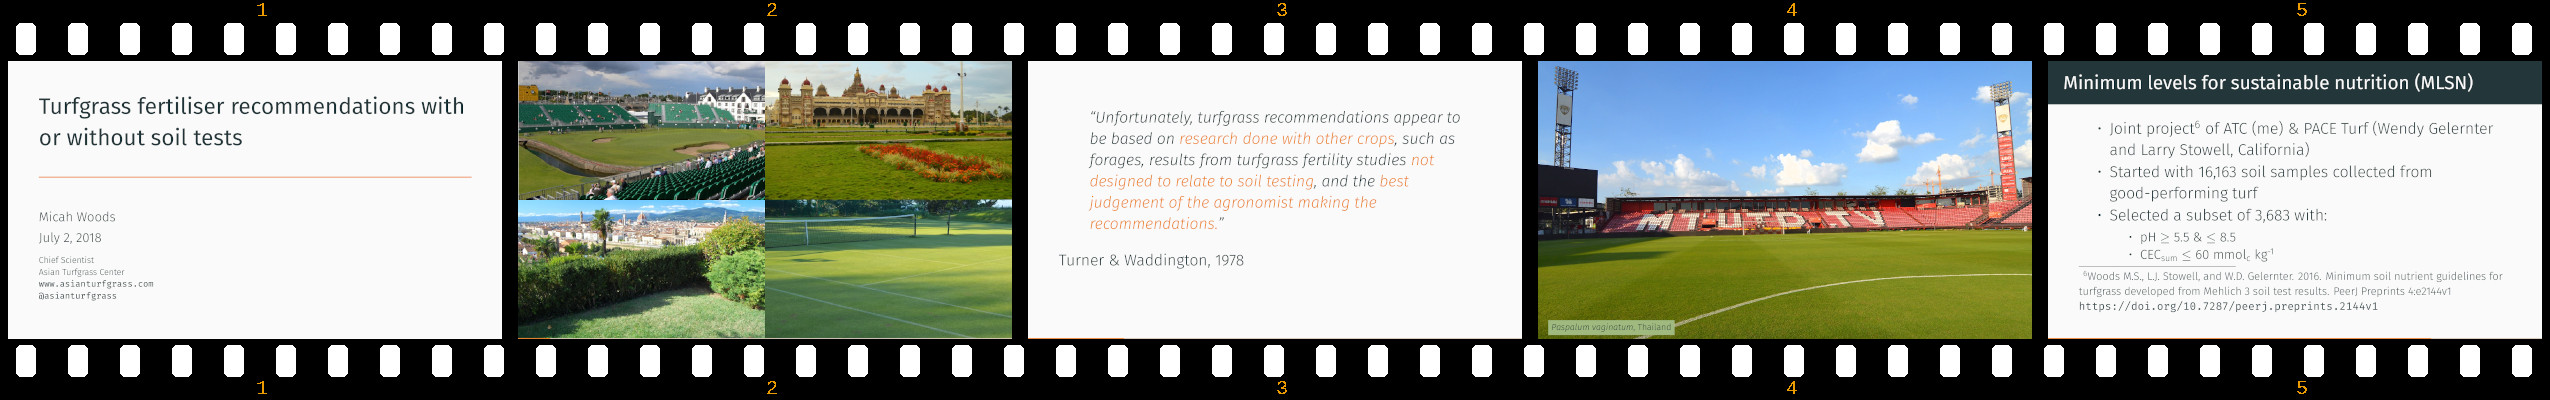 1
2
3
4
5
Turfgrass fertiliser recommendations with
or without soil tests
Micah Woods
July 2, 2018
Chief Scientist
Asian Turfgrass Center
www.asianturfgrass.com
@asianturfgrass
“Unfortunately, turfgrass recommendations appear to
be based on research done with other crops, such as
forages, results from turfgrass fertility studies not
designed to relate to soil testing, and the best
judgement of the agronomist making the
recommendations.”
Turner & Waddington, 1978
MTUTD.TV
Paspalum vaginatum, Thailand
Minimum levels for sustainable nutrition (MLSN)
· Joint project⁶ of ATC (me) & PACE Turf (Wendy Gelernter
and Larry Stowell, California)
· Started with 16,163 soil samples collected from
good-performing turf
· Selected a subset of 3,683 with:
· pH ≥ 5.5 & ≤ 8.5
· CECsum ≤ 60 mmolc kg⁻¹
⁶Woods M.S., L.J. Stowell, and W.D. Gelernter. 2016. Minimum soil nutrient guidelines for
turfgrass developed from Mehlich 3 soil test results. PeerJ Preprints 4:e2144v1
https://doi.org/10.7287/peerj.preprints.2144v1
1
2
3
4
5